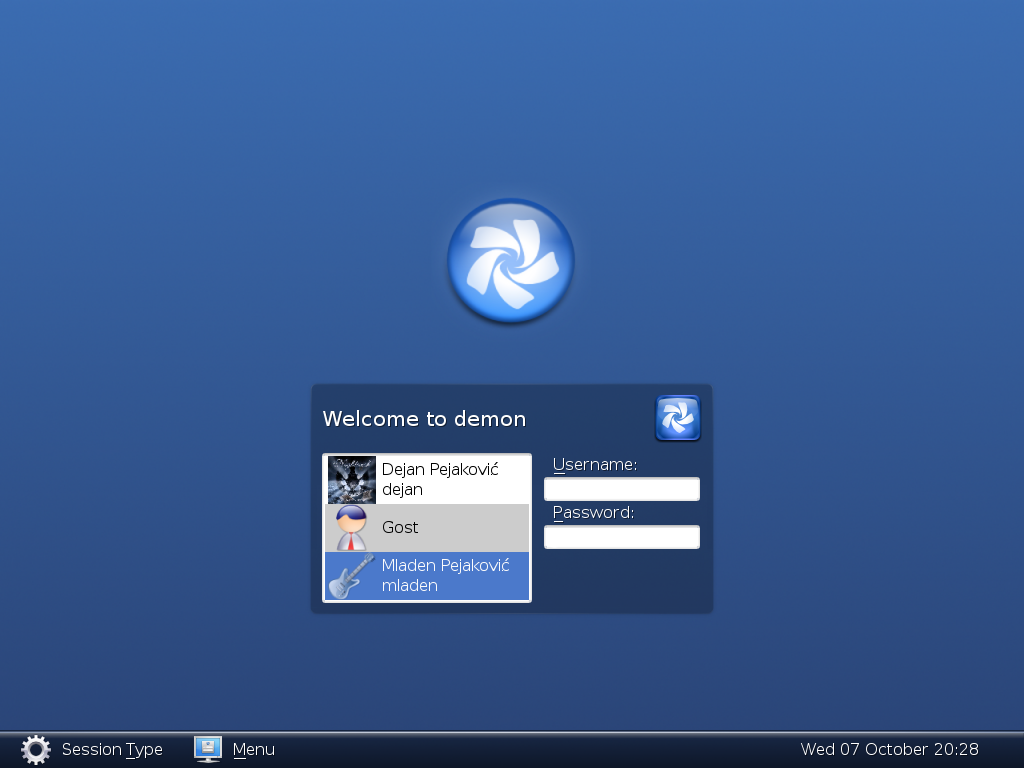 Welcome to demon
Dejan Pejaković
dejan
Gost
Mladen Pejaković
mladen
Username:
Password:
Session Type
Menu
Wed 07 October 20:28